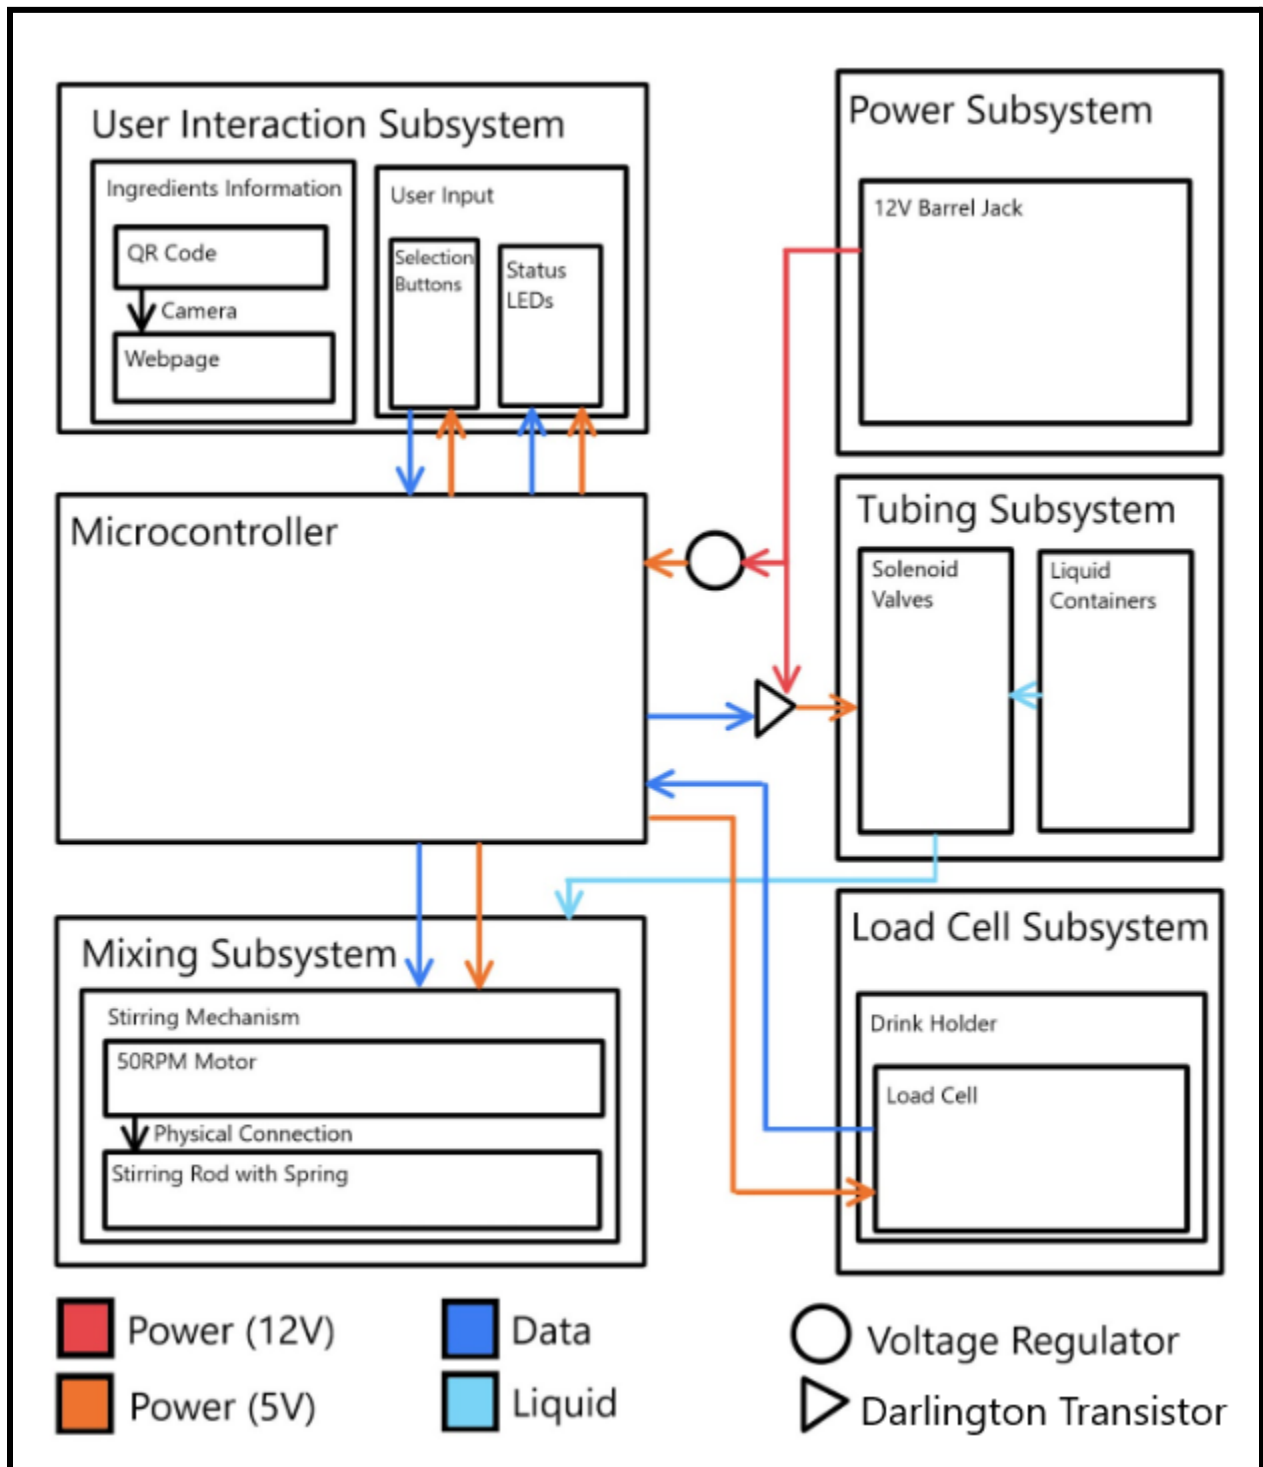 User Interaction Subsystem
Ingredients Information
QR Code
Camera
Webpage
User Input
Selection
Buttons
Status
LEDs
Power Subsystem
12V Barrel Jack
Microcontroller
Tubing Subsystem
Solenoid
Valves
Liquid
Containers
Mixing Subsystem
Stirring Mechanism
50RPM Motor
Physical Connection
Stirring Rod with Spring
Load Cell Subsystem
Drink Holder
Load Cell
Power (12V)
Data
Voltage Regulator
Power (5V)
Liquid
Darlington Transistor